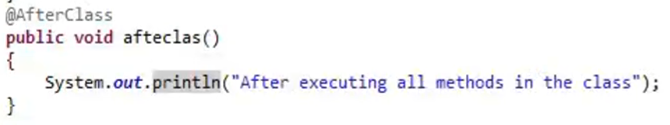 @AfterClass
public void afteclas()
{
System.out.println("After executing all methods in the class");
}